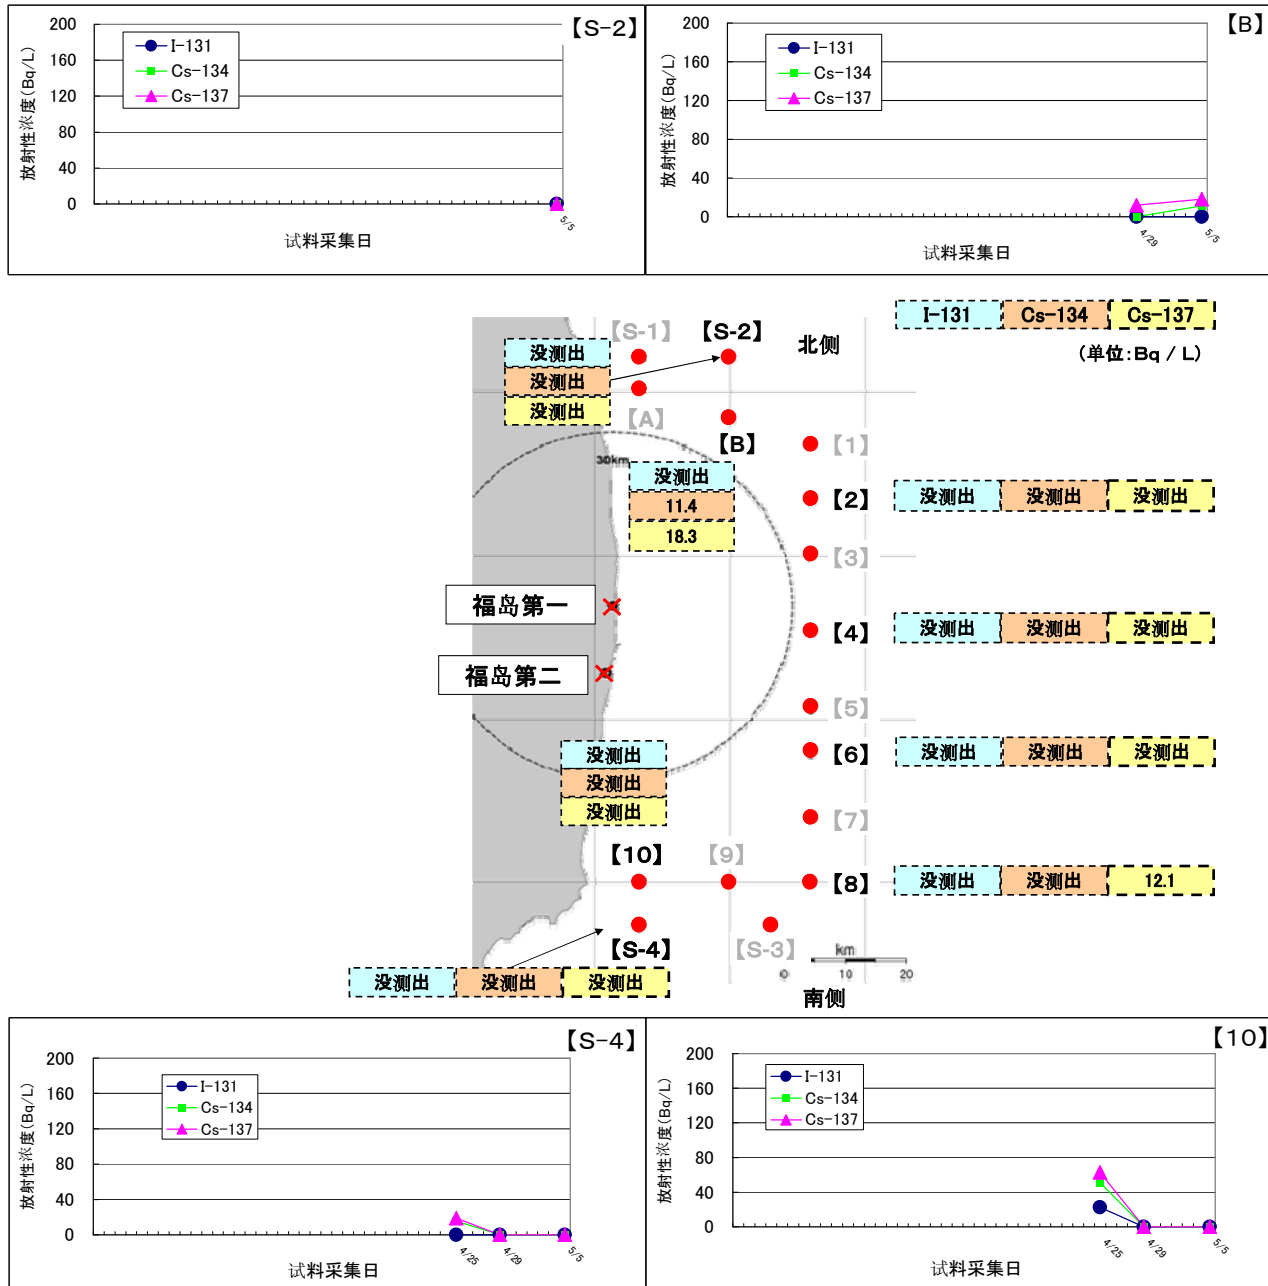 【S-2】
200
160
120
80
40
0
放射性浓度(Bq/L)
I-131
Cs-134
Cs-137
5/5
试料采集日
【B】
200
160
120
80
40
0
放射性浓度(Bq/L)
I-131
Cs-134
Cs-137
4/29
5/5
试料采集日
I-131 Cs-134 Cs-137
(单位:Bq / L)
【S-1】 【S-2】 北侧
没测出
没测出
没测出
【A】
【B】
【1】
30km
没测出
11.4
18.3
【2】 没测出 没测出 没测出
【3】
福岛第一
【4】 没测出 没测出 没测出
福岛第二
【5】
没测出
没测出
没测出
【6】 没测出 没测出 没测出
【7】
【10】 【9】
【8】 没测出 没测出 12.1
【S-4】 【S-3】
km
0 10 20
没测出 没测出 没测出
南侧
【S-4】
200
160
120
80
40
0
放射性浓度(Bq/L)
I-131
Cs-134
Cs-137
4/25
4/29
5/5
试料采集日
【10】
200
160
120
80
40
0
放射性浓度(Bq/L)
I-131
Cs-134
Cs-137
4/25
4/29
5/5
试料采集日